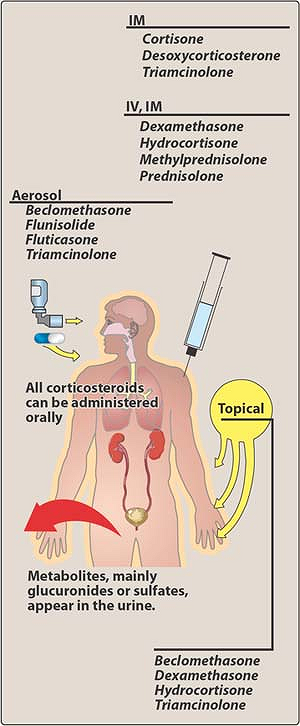 IM
Cortisone
Desoxycorticosterone
Triamcinolone
IV, IM
Dexamethasone
Hydrocortisone
Methylprednisolone
Prednisolone
Aerosol
Beclomethasone
Flunisolide
Fluticasone
Triamcinolone
All corticosteroids
can be administered
orally
Topical
Metabolites, mainly
glucuronides or sulfates,
appear in the urine.
Beclomethasone
Dexamethasone
Hydrocortisone
Triamcinolone